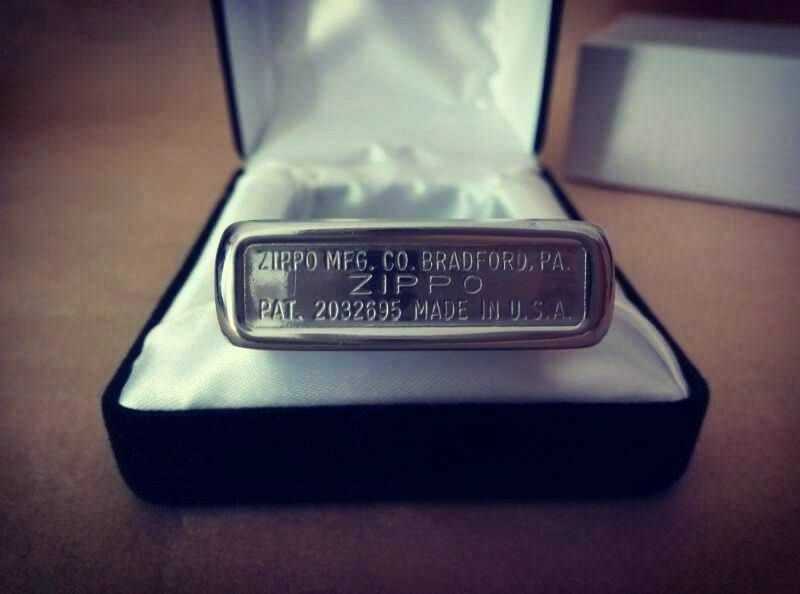 ZIPPO MFG. CO. BRADFORD, PA.
ZIPPO
PAT. 2032695 MADE IN U.S.A.